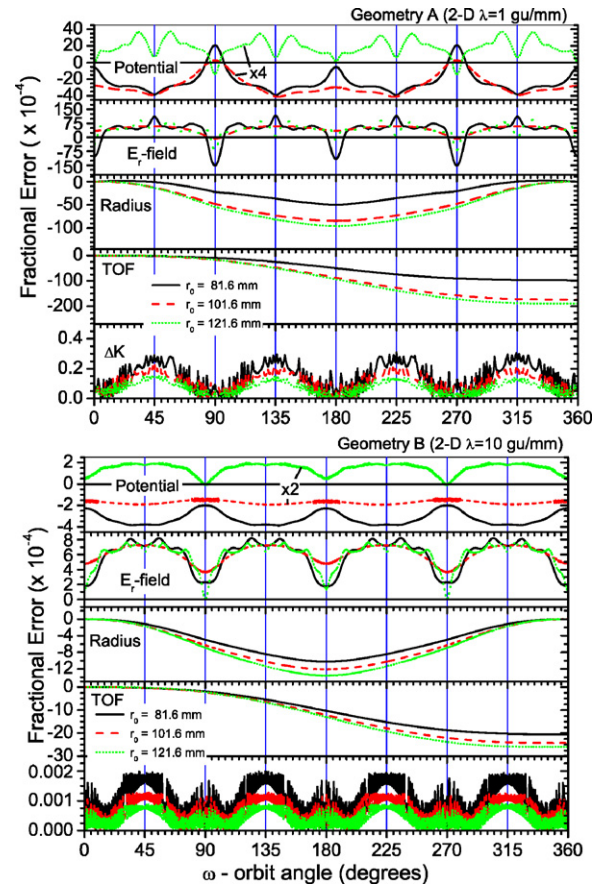 Geometry A (2-D λ=1 gu/mm)
40
20
0
-20
-40
Potential
x4
150
75
0
-75
-150
Er-field
0
-50
-100
Radius
0
-100
-200
TOF
r0 = 81.6 mm
r0 = 101.6 mm
r0 = 121.6 mm
0.4
0.2
0.0
ΔK
0 45 90 135 180 225 270 315 360
Fractional Error ( x 10-4)
Geometry B (2-D λ=10 gu/mm)
2
0
-2
-4
Potential
x2
8
6
4
2
0
Er-field
0
-4
-8
-12
Radius
0
-10
-20
-30
TOF
r0 = 81.6 mm
r0 = 101.6 mm
r0 = 121.6 mm
0.002
0.001
0.000
0 45 90 135 180 225 270 315 360
Fractional Error (x 10-4)
ω - orbit angle (degrees)